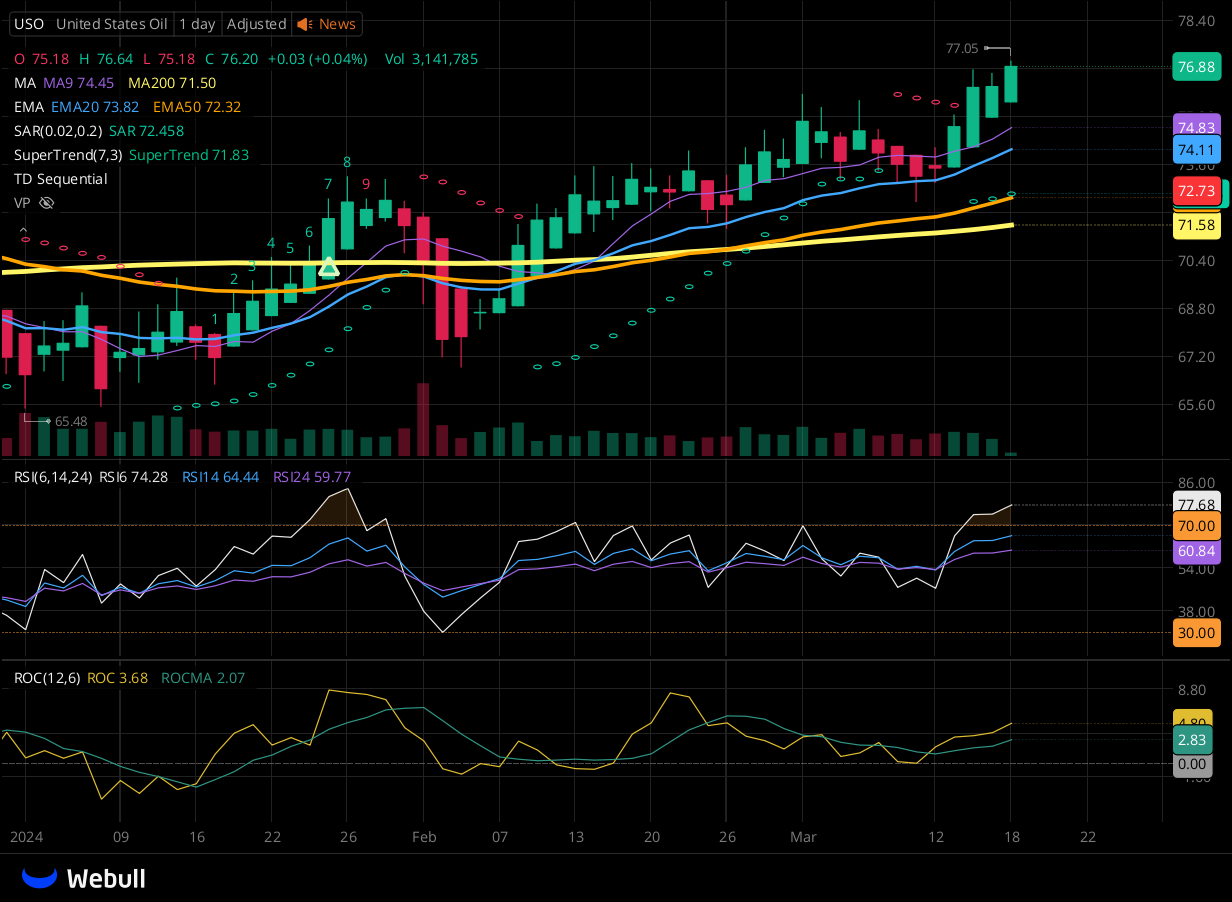 USO United States Oil 1 day Adjusted News
O 75.18 H 76.64 L 75.18 C 76.20 +0.03 (+0.04%) Vol 3,141,785
MA MA9 74.45 MA200 71.50
EMA EMA20 73.82 EMA50 72.32
SAR(0.02,0.2) SAR 72.458
SuperTrend(7,3) SuperTrend 71.83
TD Sequential
VP
77.05
78.40
76.88
74.83
74.11
73.00
72.73
71.58
70.40
68.80
67.20
65.60
1
2
3
4
5
6
7
8
9
65.48
RSI(6,14,24) RSI6 74.28 RSI14 64.44 RSI24 59.77
86.00
77.68
70.00
60.84
54.00
38.00
30.00
ROC(12,6) ROC 3.68 ROCMA 2.07
8.80
4.80
2.83
0.00
2024 09 16 22 26 Feb 07 13 20 26 Mar 12 18 22
Webull